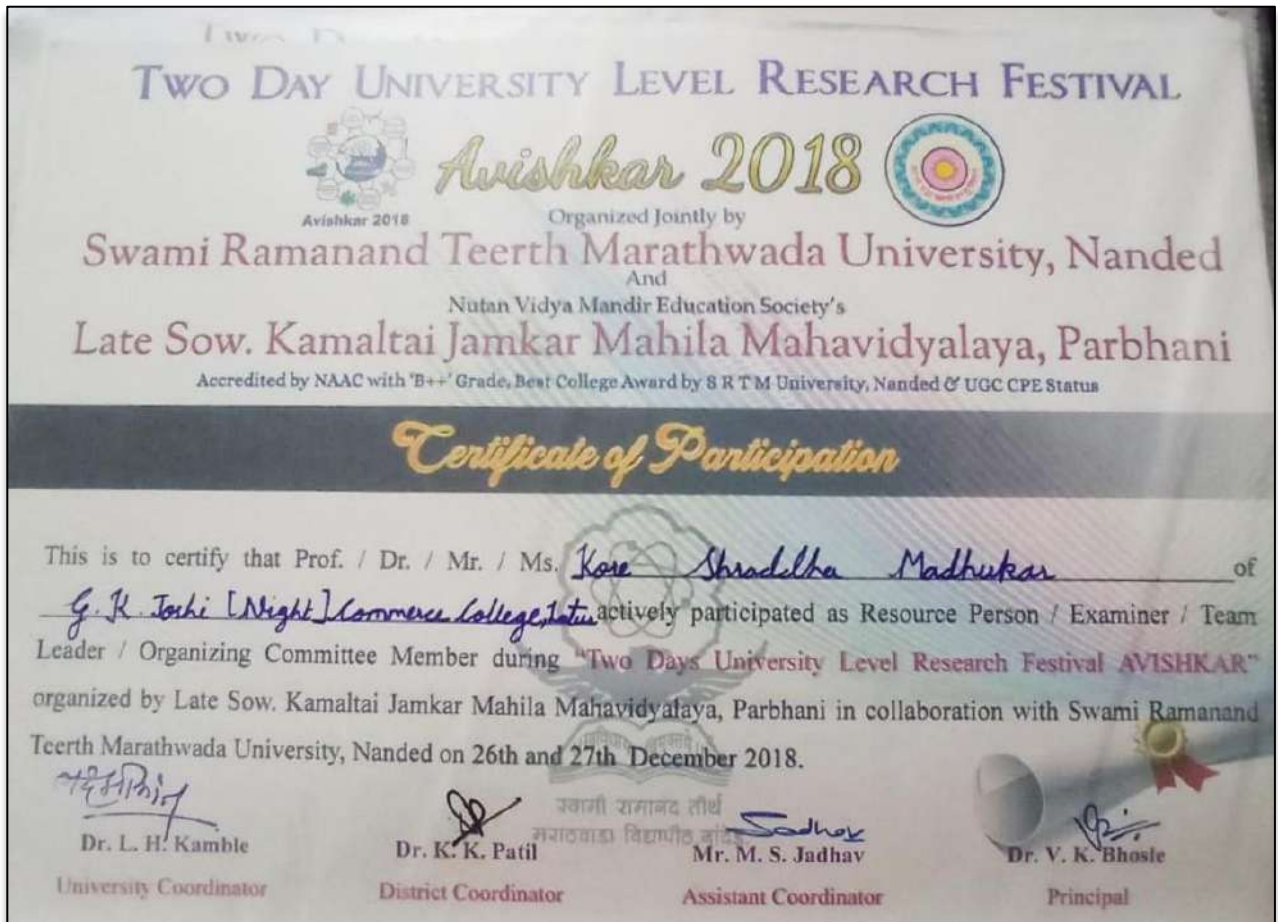 TWO DAY UNIVERSITY LEVEL RESEARCH FESTIVAL
Avishkar 2018
Avishkar 2018
Organized Jointly by
Swami Ramanand Teerth Marathwada University, Nanded
And
Nutan Vidya Mandir Education Society's
Late Sow. Kamaltai Jamkar Mahila Mahavidyalaya, Parbhani
Accredited by NAAC with 'B++' Grade, Best College Award by S R T M University, Nanded & UGC CPE Status
Certificate of Participation
This is to certify that Prof. / Dr. / Mr. / Ms. Kore Shraddha Madhukar of
G. K. Joshi [Night] Commerce College, Latur actively participated as Resource Person / Examiner / Team
Leader / Organizing Committee Member during "Two Days University Level Research Festival AVISHKAR"
organized by Late Sow. Kamaltai Jamkar Mahila Mahavidyalaya, Parbhani in collaboration with Swami Ramanand
Teerth Marathwada University, Nanded on 26th and 27th December 2018.
स्वामी रामानंद तीर्थ
मराठवाडा विद्यापीठ नांदेड
Dr. L. H. Kamble Dr. K. K. Patil Mr. M. S. Jadhav Dr. V. K. Bhosle
University Coordinator District Coordinator Assistant Coordinator Principal